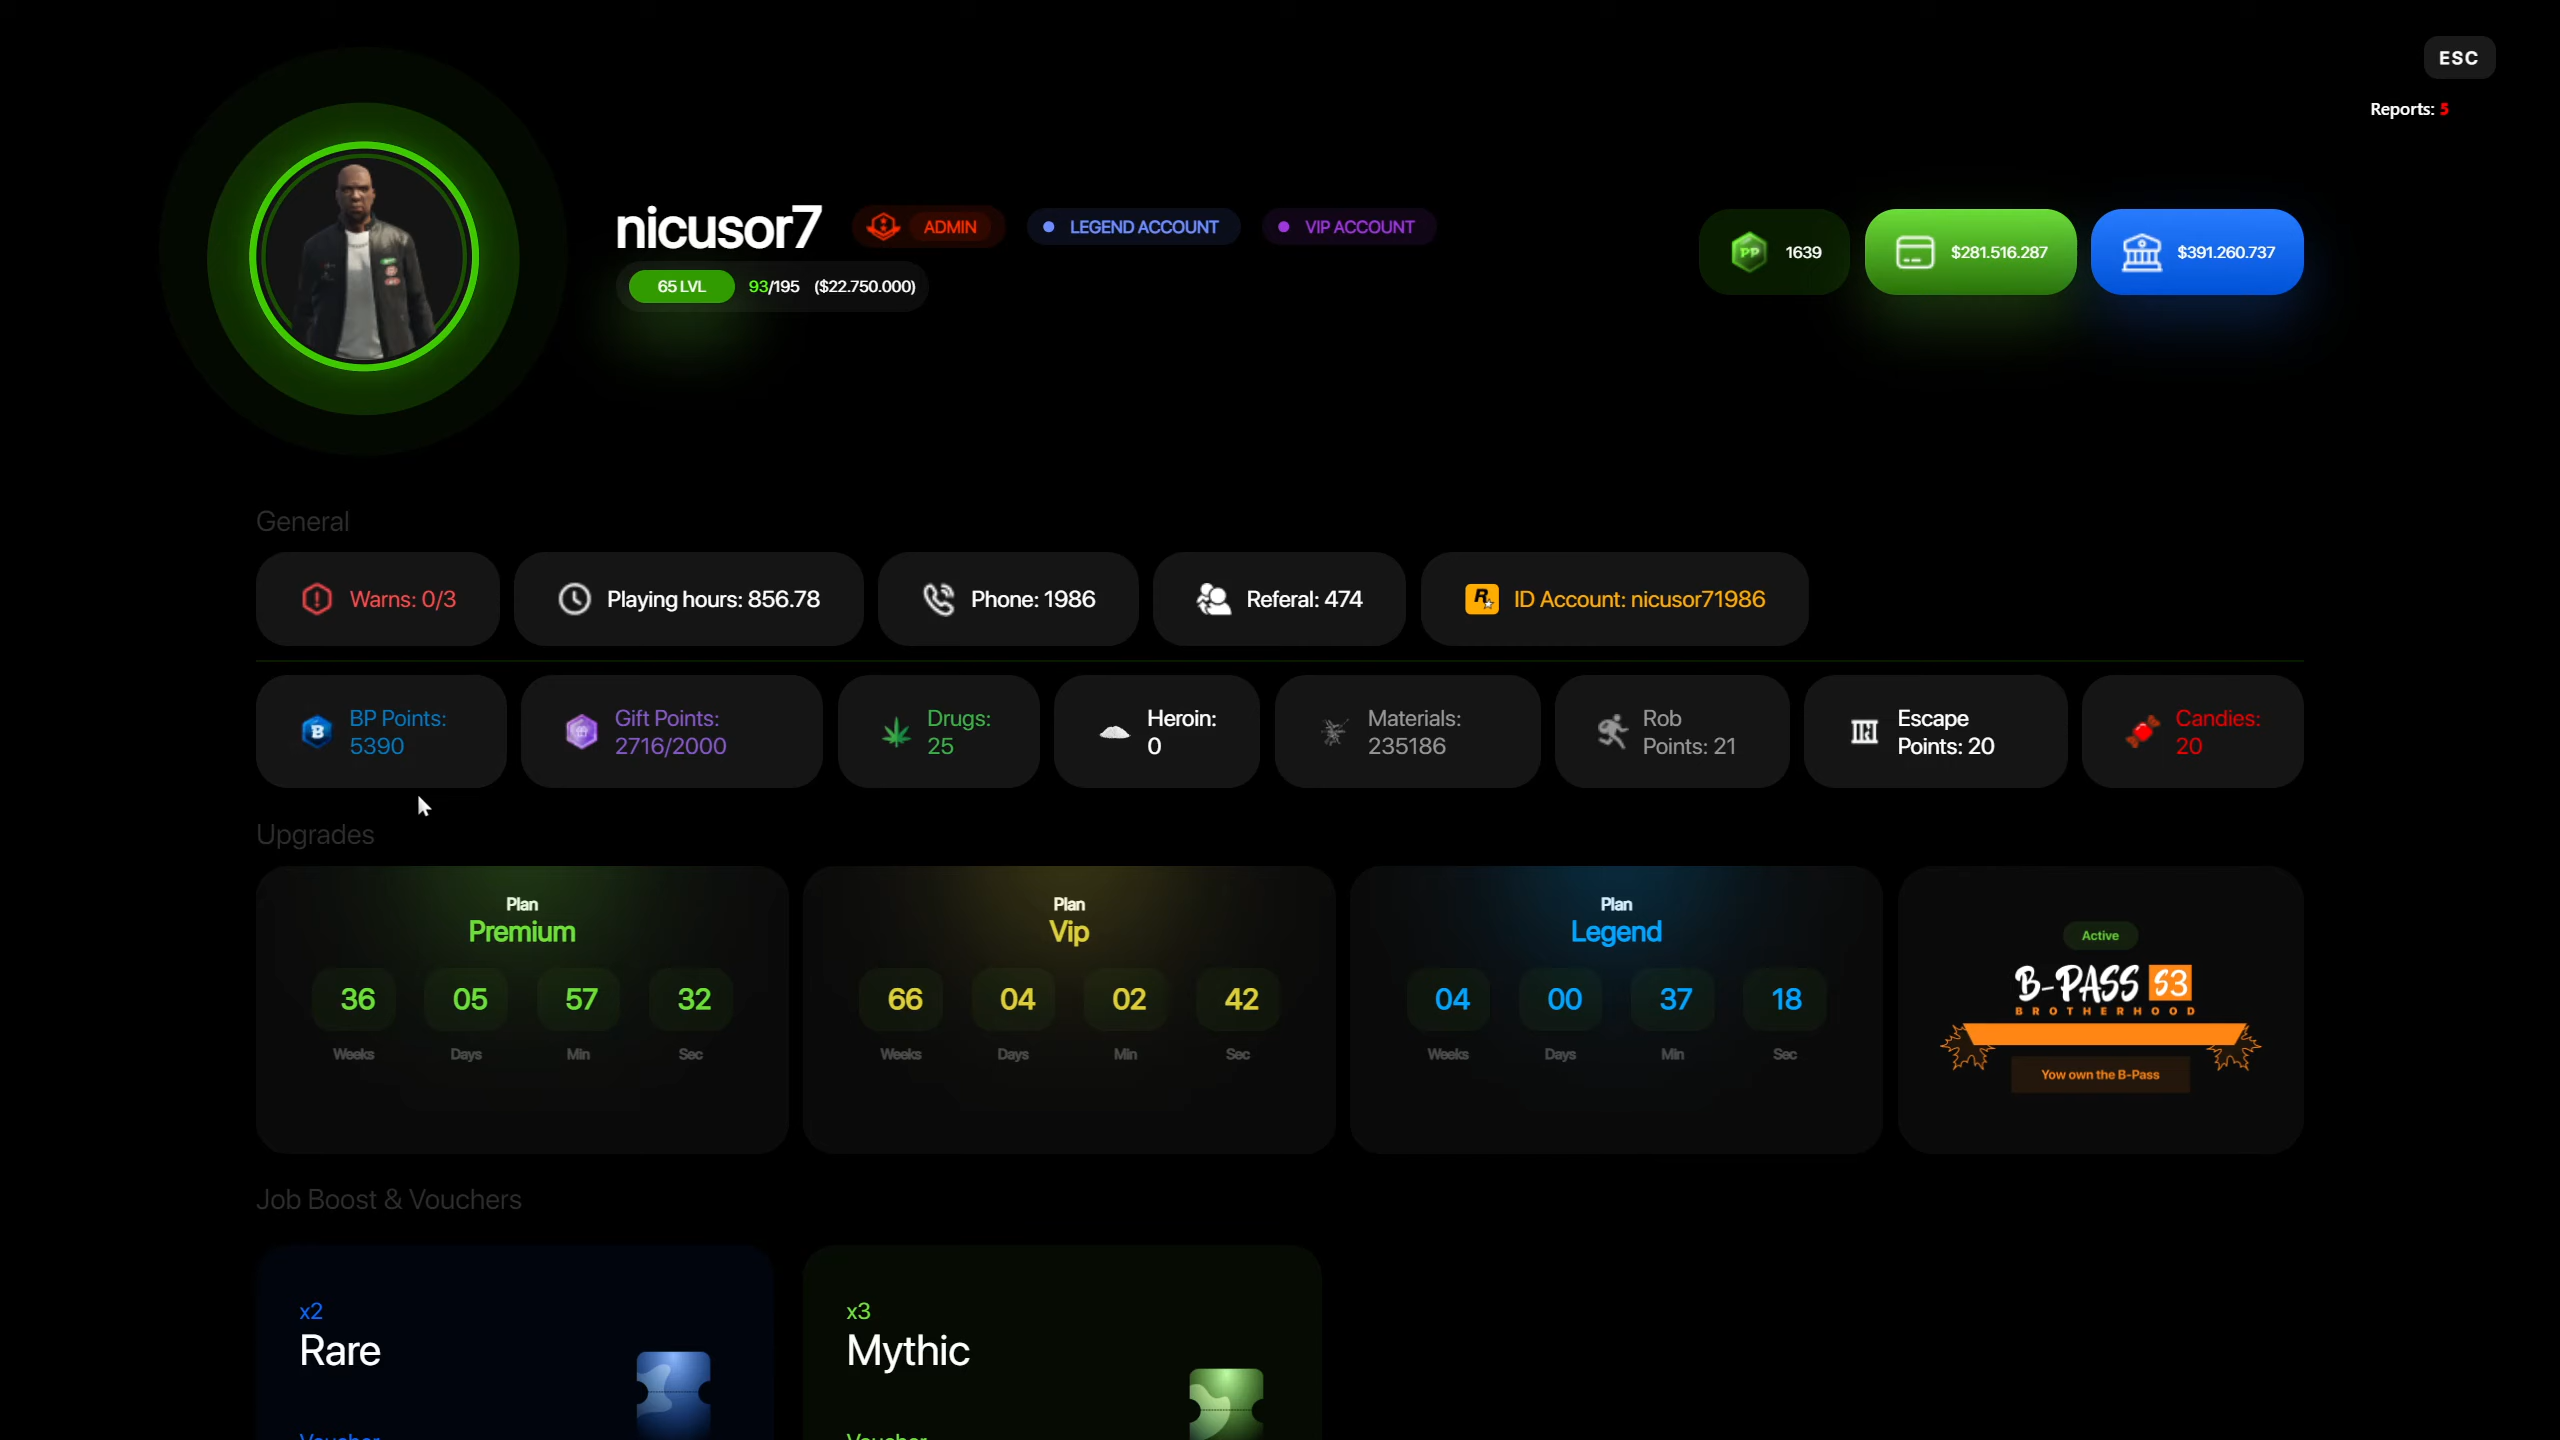 ESC
Reports: 5
nicusor7
ADMIN
LEGEND ACCOUNT
VIP ACCOUNT
65 LVL
93/195 ($22.750.000)
PP
1639
$281.516.287
$391.260.737
General
Warns: 0/3
Playing hours: 856.78
Phone: 1986
Referal: 474
ID Account: nicusor71986
BP Points:
5390
Gift Points:
2716/2000
Drugs:
25
Heroin:
0
Materials:
235186
Rob
Points: 21
Escape
Points: 20
Candies:
20
Upgrades
Plan
Premium
36 05 57 32
Weeks Days Min Sec
Plan
Vip
66 04 02 42
Weeks Days Min Sec
Plan
Legend
04 00 37 18
Weeks Days Min Sec
Active
B-PASS S3
BROTHERHOOD
Yow own the B-Pass
Job Boost & Vouchers
x2
Rare
Voucher
x3
Mythic
Voucher